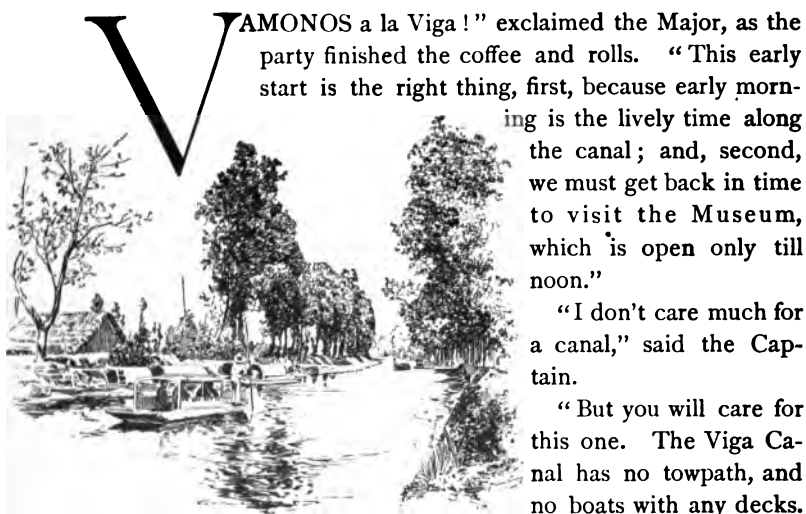 VAMONOS a la Viga!" exclaimed the Major, as the
party finished the coffee and rolls. "This early
start is the right thing, first, because early morn-
ing is the lively time along
the canal; and, second,
we must get back in time
to visit the Museum,
which is open only till
noon."
"I don't care much for
a canal," said the Cap-
tain.
"But you will care for
this one. The Viga Ca-
nal has no towpath, and
no boats with any decks.